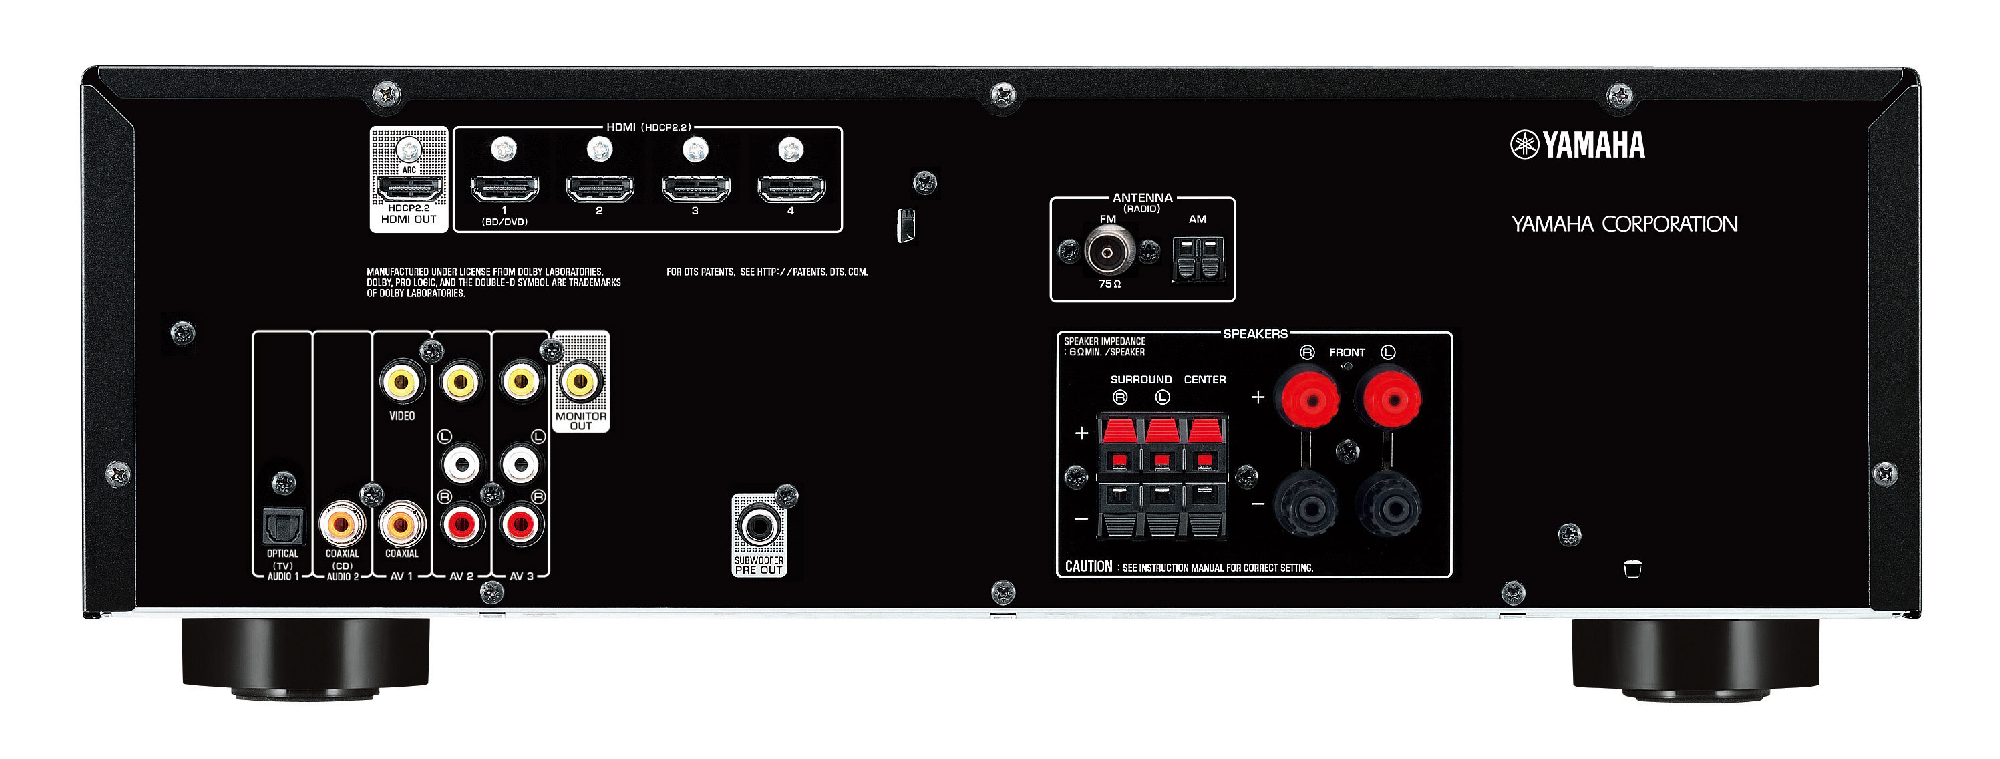 HDMI (HDCP2.2)
ARC
HDCP2.2
HDMI OUT
1
(BD/DVD)
2
3
4
YAMAHA
YAMAHA CORPORATION
ANTENNA
(RADIO)
FM
AM
75Ω
MANUFACTURED UNDER LICENSE FROM DOLBY LABORATORIES.
DOLBY, PRO LOGIC, AND THE DOUBLE-D SYMBOL ARE TRADEMARKS
OF DOLBY LABORATORIES.
FOR DTS PATENTS, SEE HTTP://PATENTS.DTS.COM.
VIDEO
MONITOR
OUT
L
L
R
R
OPTICAL
(TV)
AUDIO 1
COAXIAL
(CD)
AUDIO 2
COAXIAL
AV 1
AV 2
AV 3
SUBWOOFER
PRE OUT
SPEAKERS
SPEAKER IMPEDANCE
: 6ΩMIN. /SPEAKER
R FRONT L
SURROUND CENTER
R L
+
−
+
−
CAUTION : SEE INSTRUCTION MANUAL FOR CORRECT SETTING.